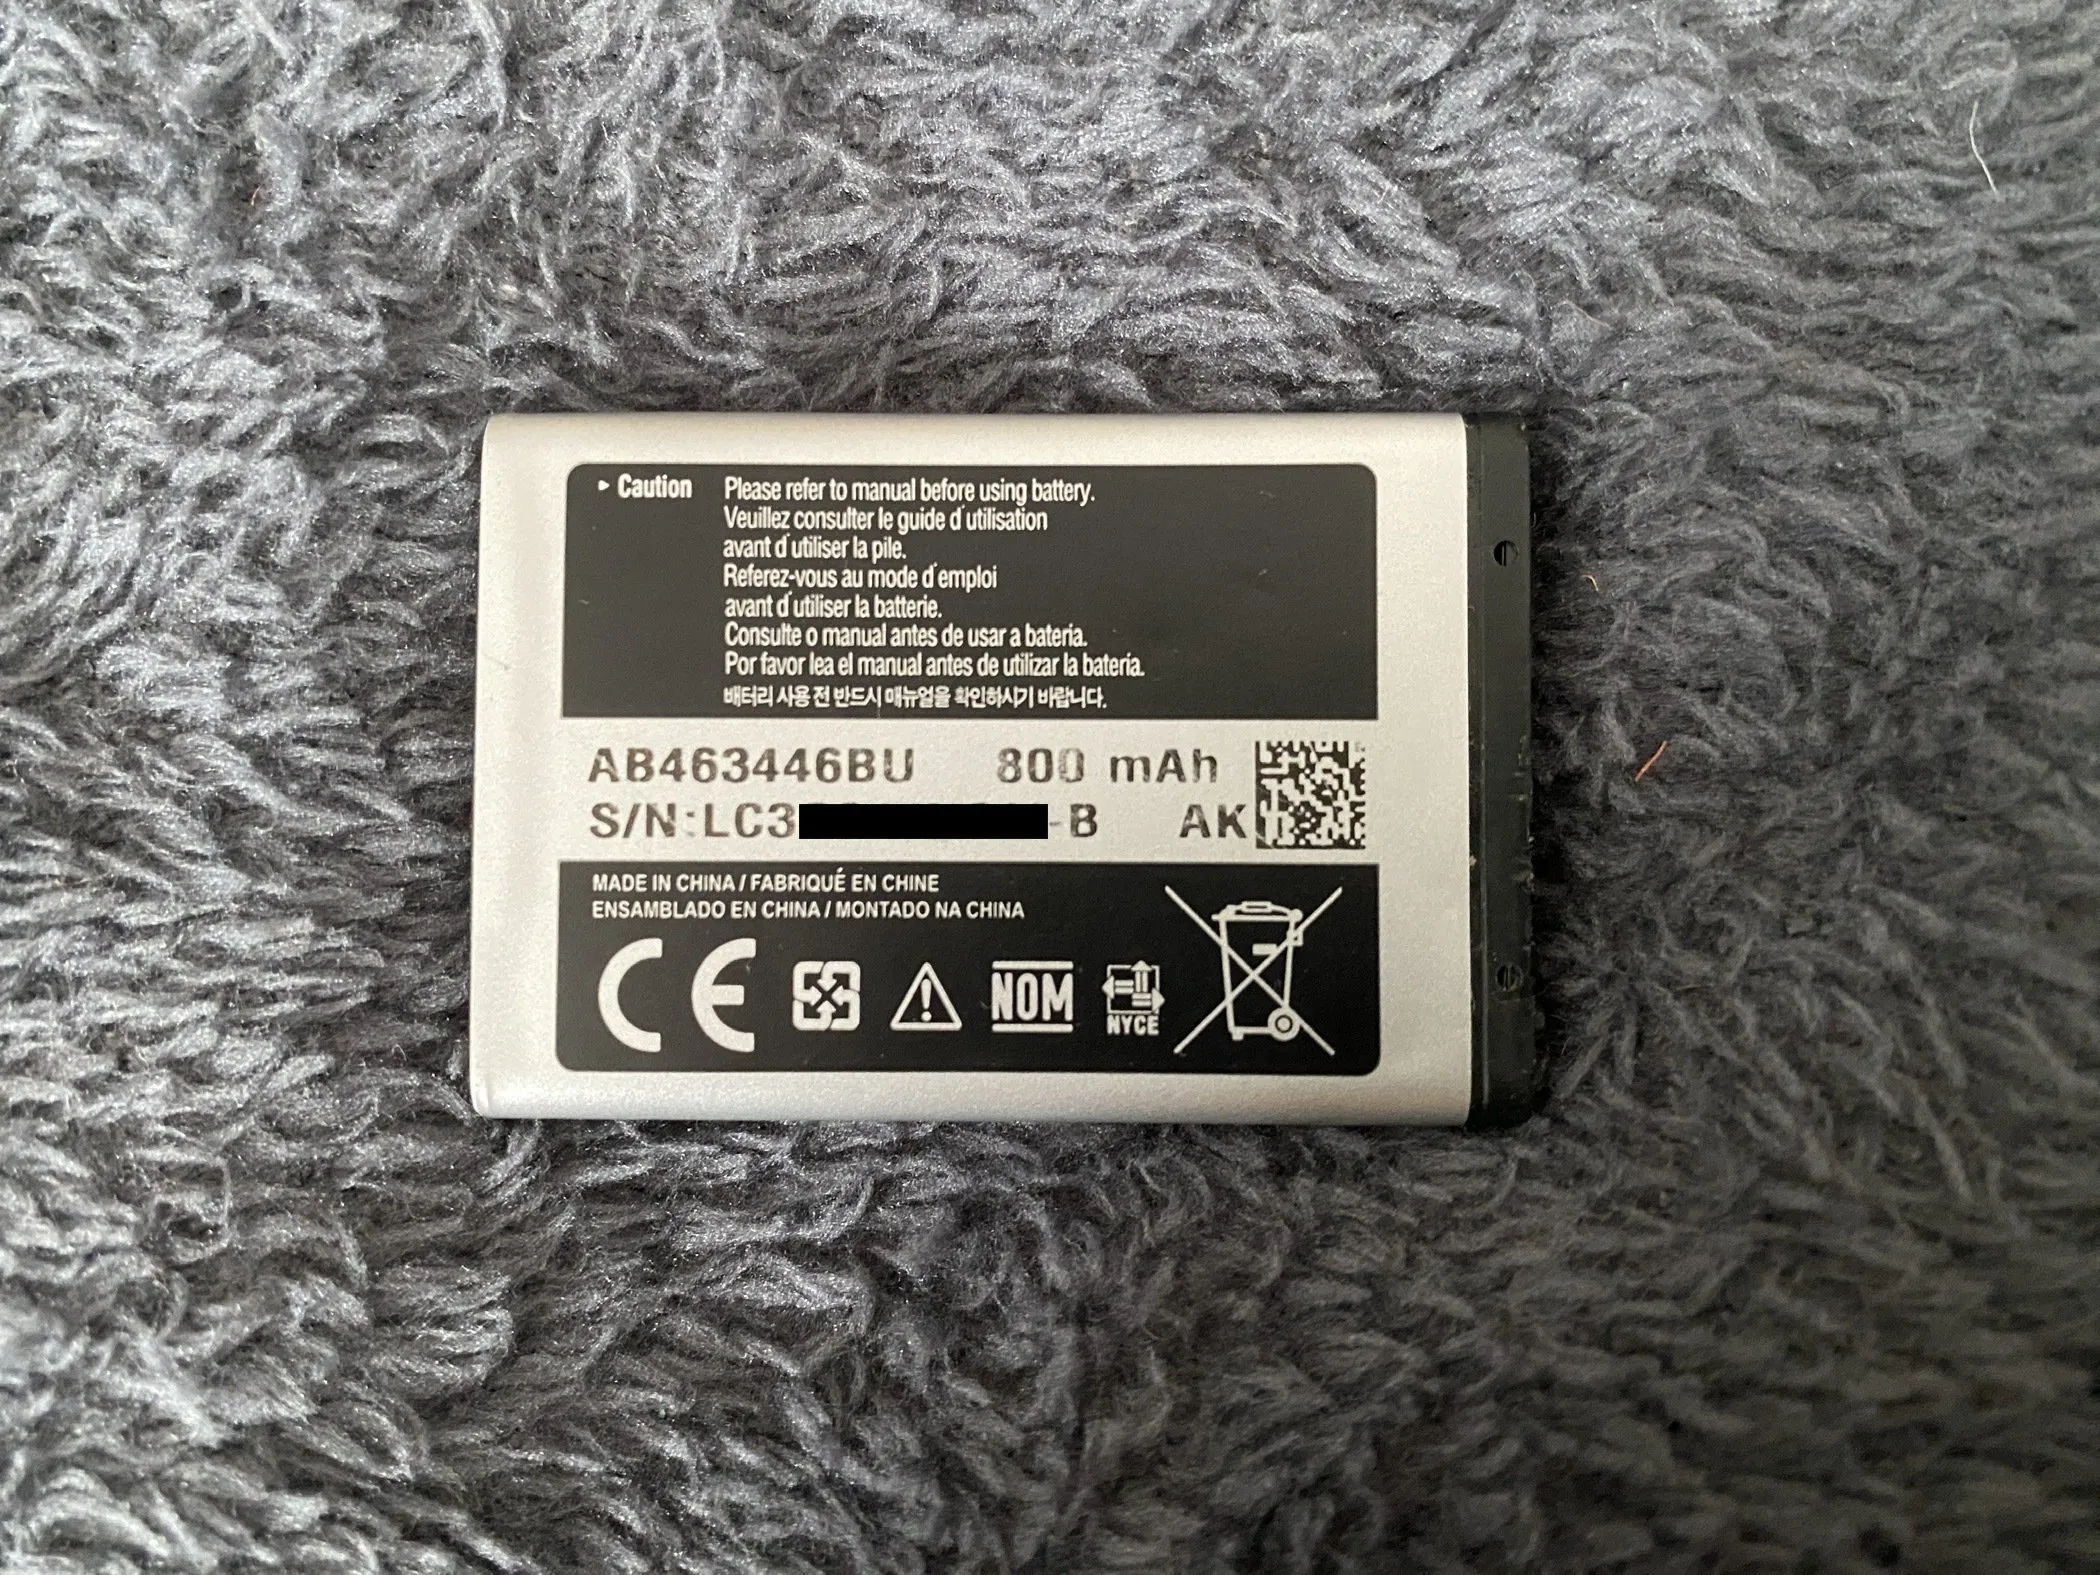 ▸ Caution Please refer to manual before using battery.
Veuillez consulter le guide d'utilisation
avant d'utiliser la pile.
Referez-vous au mode d'emploi
avant d'utiliser la batterie.
Consulte o manual antes de usar a bateria.
Por favor lea el manual antes de utilizar la batería.
배터리 사용 전 반드시 매뉴얼을 확인하시기 바랍니다.
AB463446BU 800 mAh
S/N:LC3 -B AK
MADE IN CHINA / FABRIQUÉ EN CHINE
ENSAMBLADO EN CHINA / MONTADO NA CHINA
CE NOM NYCE